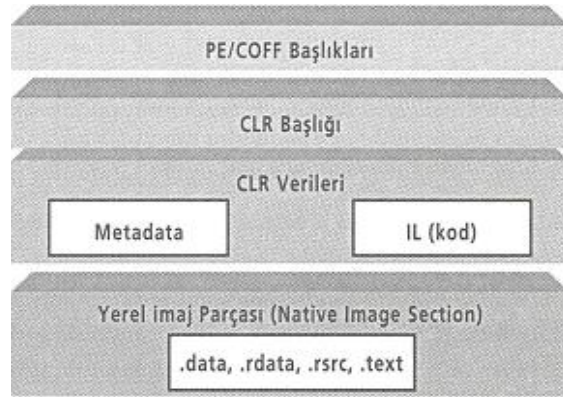 PE/COFF Başlıkları
CLR Başlığı
CLR Verileri
Metadata
IL (kod)
Yerel imaj Parçası (Native Image Section)
.data, .rdata, .rsrc, .text